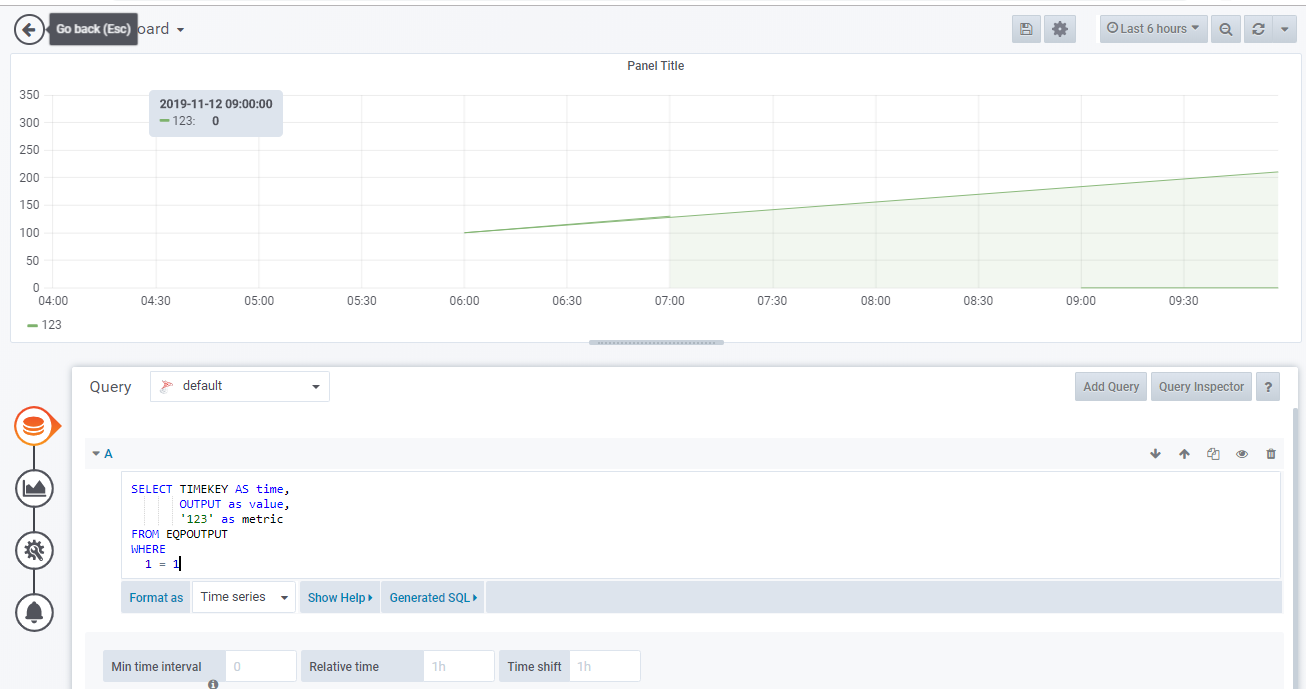 Go back (Esc) oard
Last 6 hours
Panel Title
350
300
250
200
150
100
50
0
2019-11-12 09:00:00
123: 0
04:00 04:30 05:00 05:30 06:00 06:30 07:00 07:30 08:00 08:30 09:00 09:30
123
Query default Add Query Query Inspector ?
A
SELECT TIMEKEY AS time,
OUTPUT as value,
'123' as metric
FROM EQPOUTPUT
WHERE
1 = 1
Format as Time series Show Help Generated SQL
Min time interval 0 Relative time 1h Time shift 1h